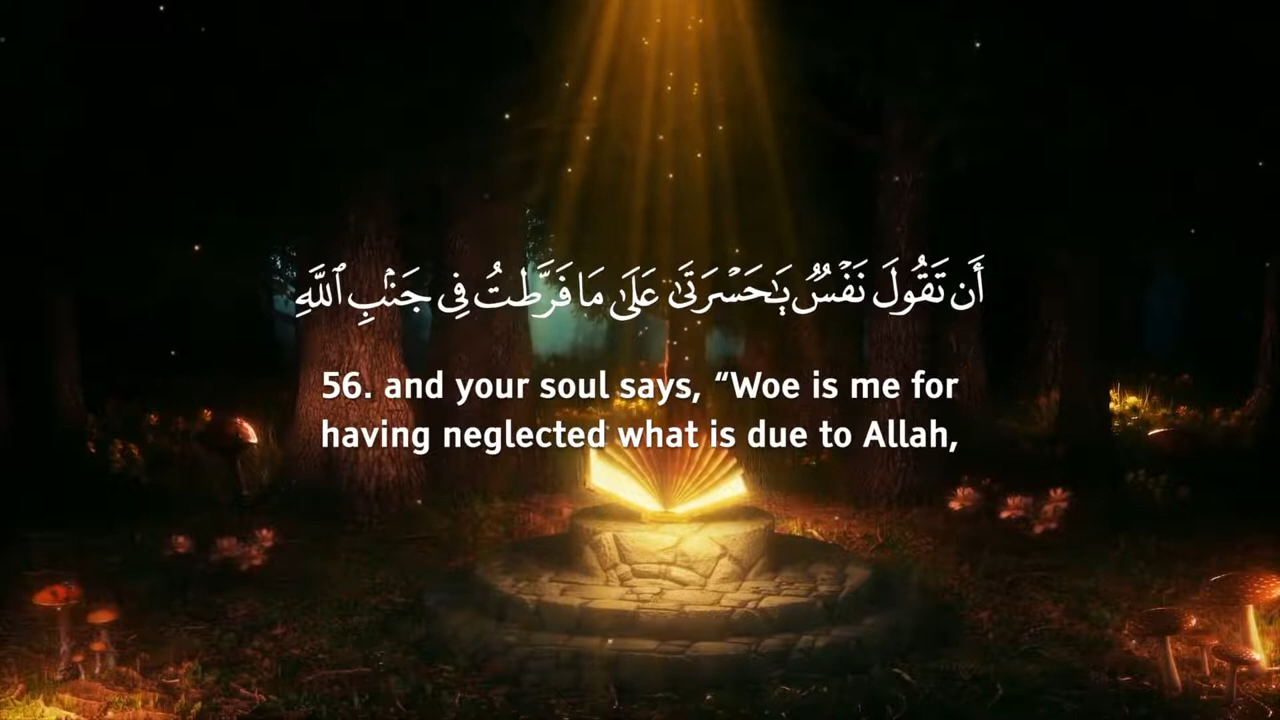 أَن تَقُولَ نَفْسٌ يَٰحَسْرَتَىٰ عَلَىٰ مَا فَرَّطتُ فِى جَنۢبِ ٱللَّهِ
56. and your soul says, “Woe is me for
having neglected what is due to Allah,